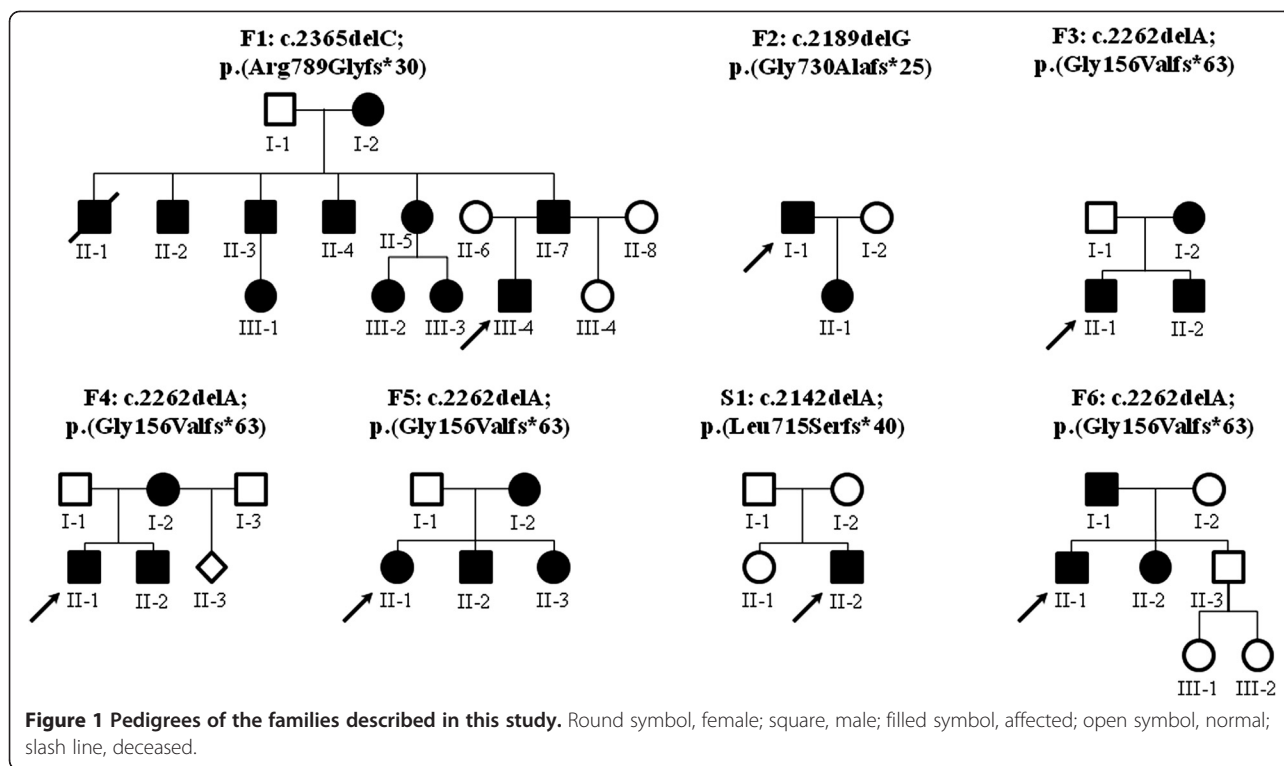 F1: c.2365delC;
p.(Arg789Glyfs*30)
F2: c.2189delG
p.(Gly730Alafs*25)
F3: c.2262delA;
p.(Gly156Valfs*63)
I-1 I-2
II-1 II-2 II-3 II-4 II-5 II-6 II-7 II-8
III-1 III-2 III-3 III-4 III-4
I-1 I-2
II-1
I-1 I-2
II-1 II-2
F4: c.2262delA;
p.(Gly156Valfs*63)
F5: c.2262delA;
p.(Gly156Valfs*63)
S1: c.2142delA;
p.(Leu715Serfs*40)
F6: c.2262delA;
p.(Gly156Valfs*63)
I-1 I-2 I-3
II-1 II-2 II-3
I-1 I-2
II-1 II-2 II-3
I-1 I-2
II-1 II-2
I-1 I-2
II-1 II-2 II-3
III-1 III-2
Figure 1 Pedigrees of the families described in this study. Round symbol, female; square, male; filled symbol, affected; open symbol, normal;
slash line, deceased.